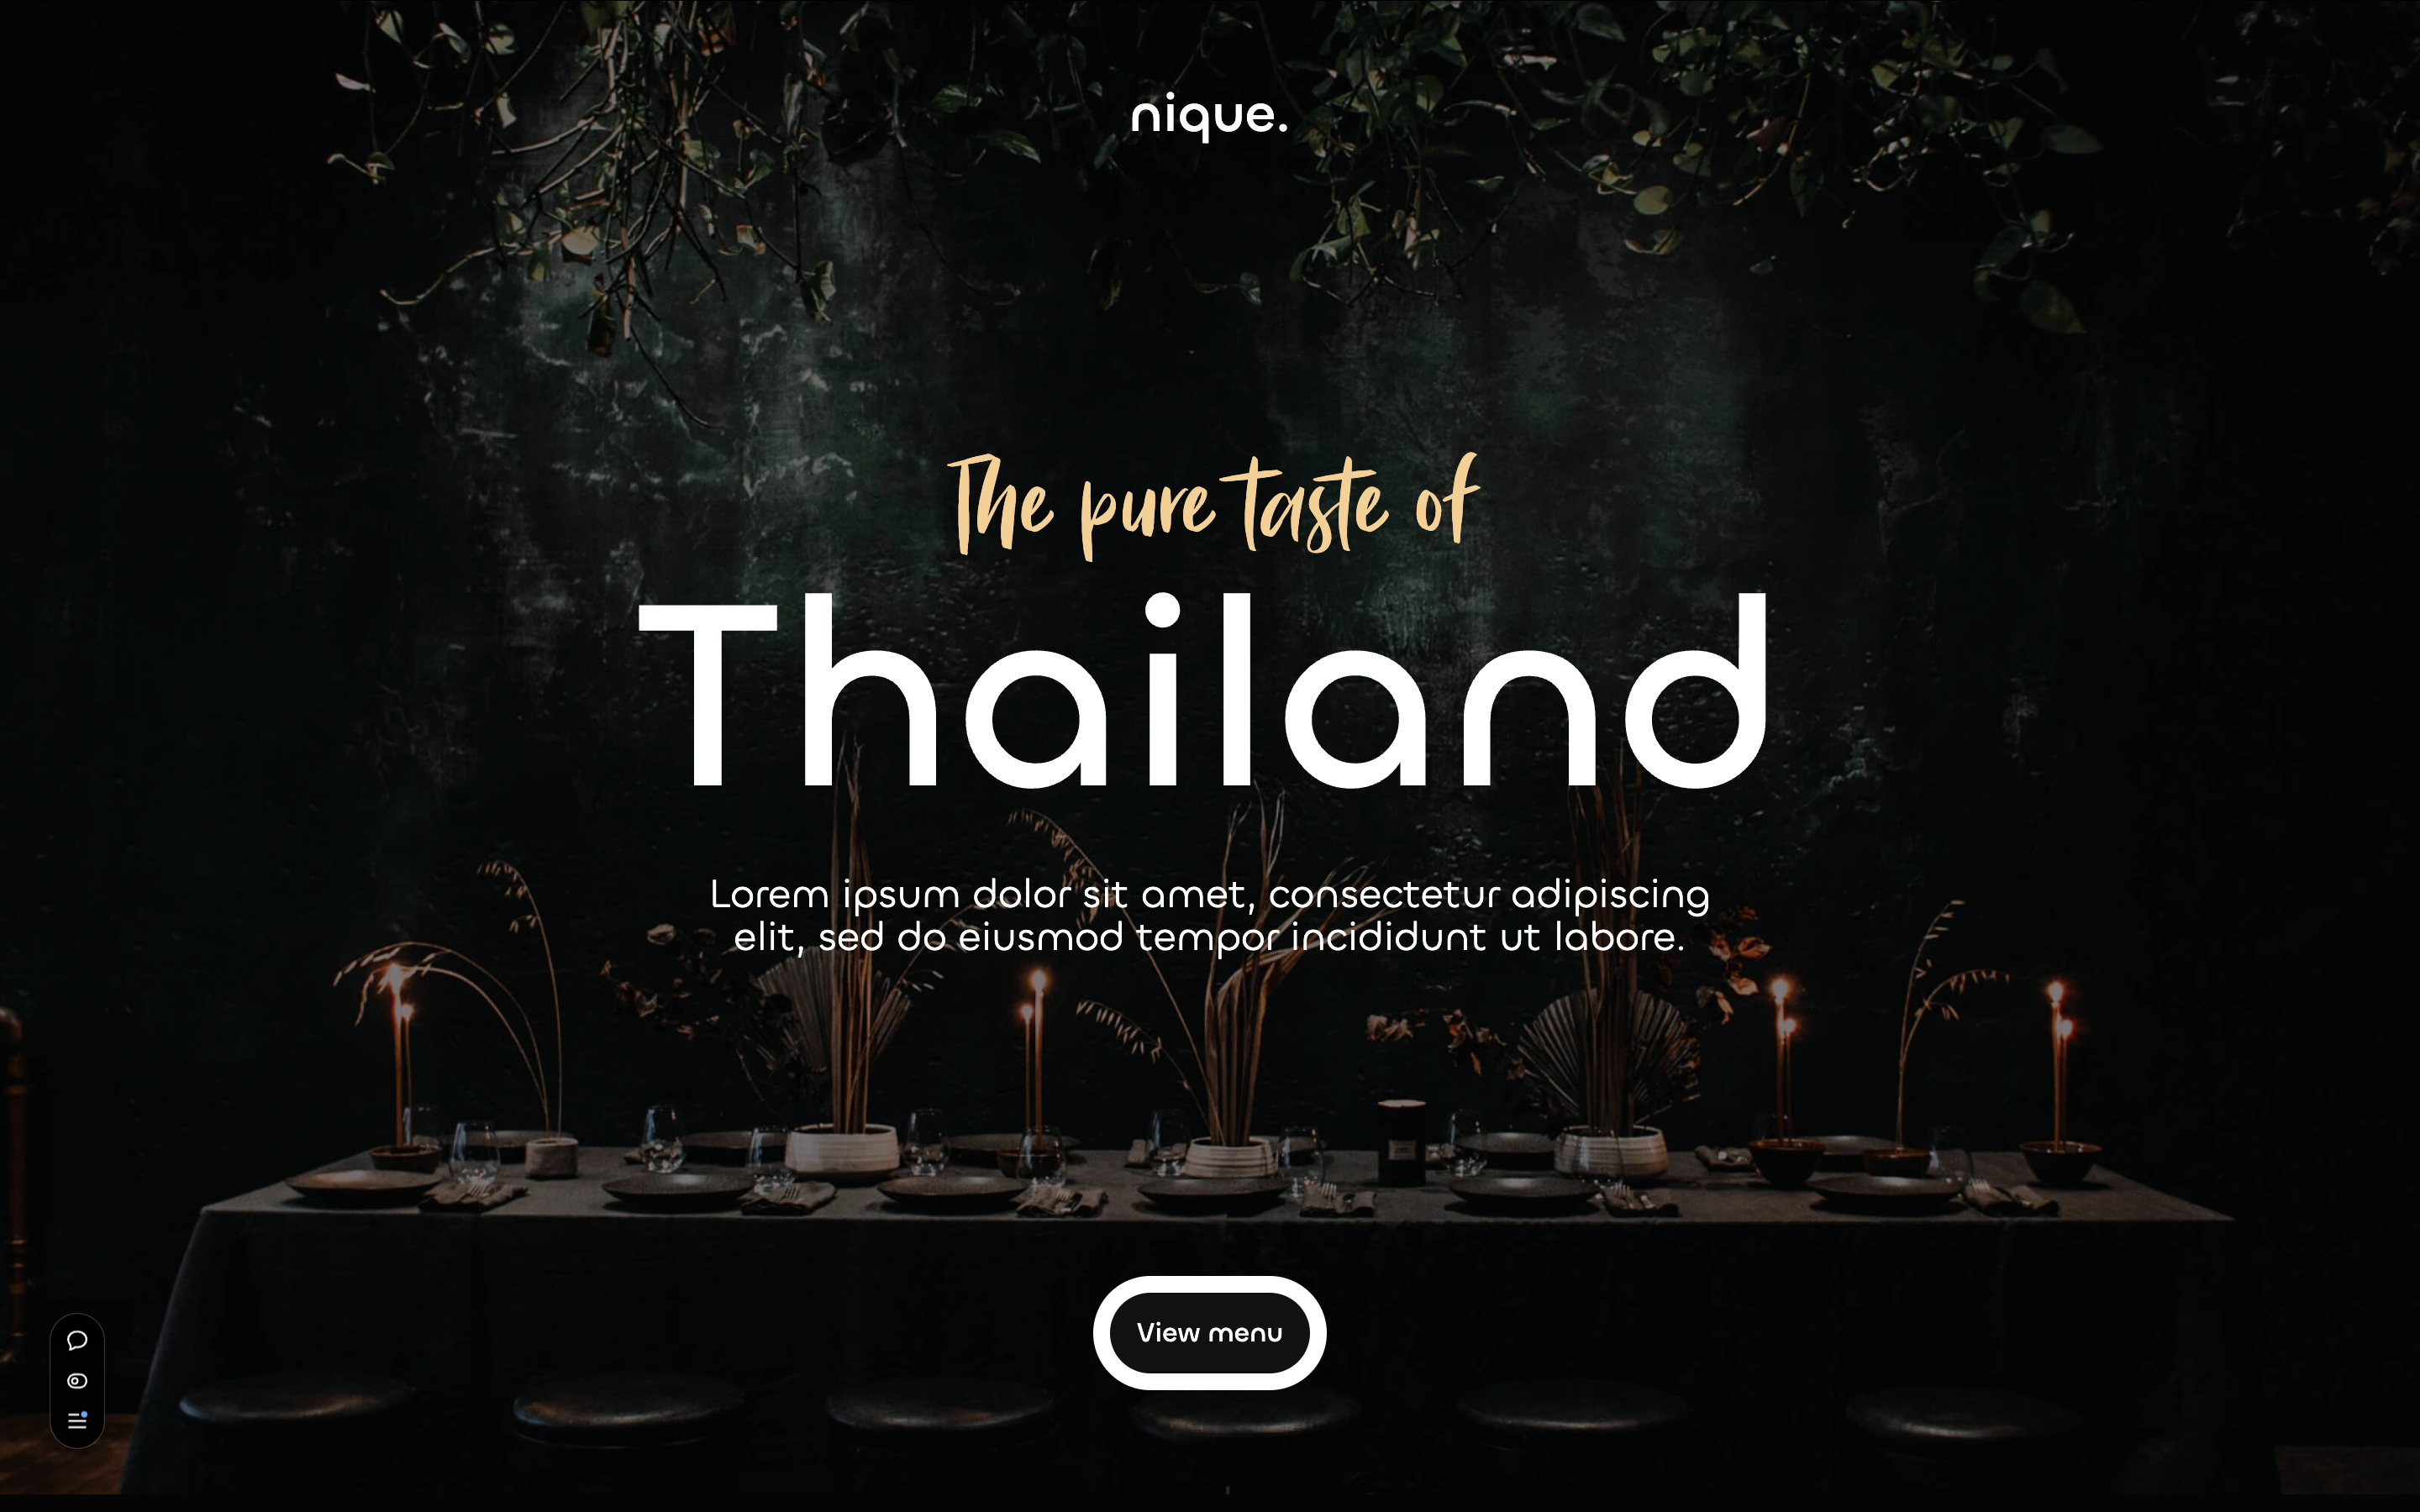 nique.
The pure taste of
Thailand
Lorem ipsum dolor sit amet, consectetur adipiscing
elit, sed do eiusmod tempor incididunt ut labore.
View menu